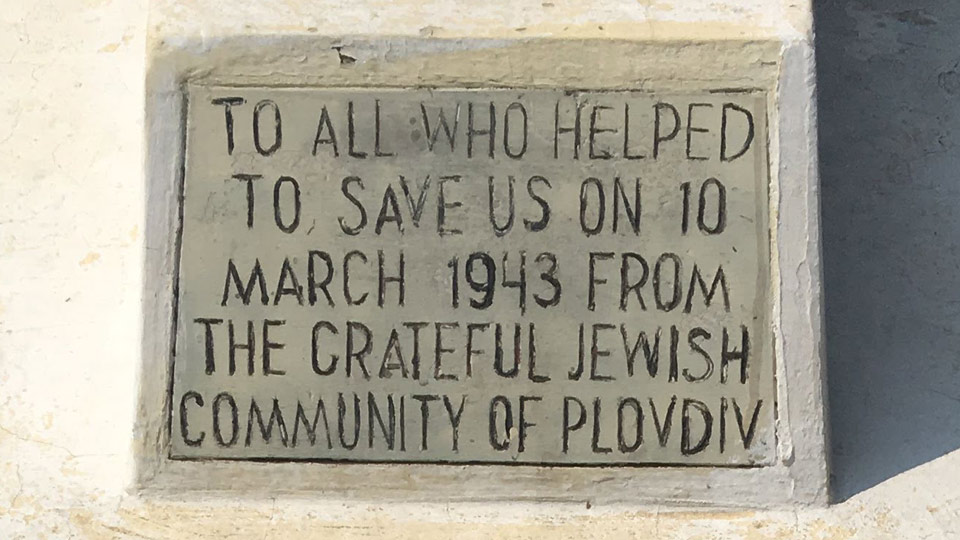 TO ALL WHO HELPED
TO SAVE US ON 10
MARCH 1943 FROM
THE GRATEFUL JEWISH
COMMUNITY OF PLOVDIV